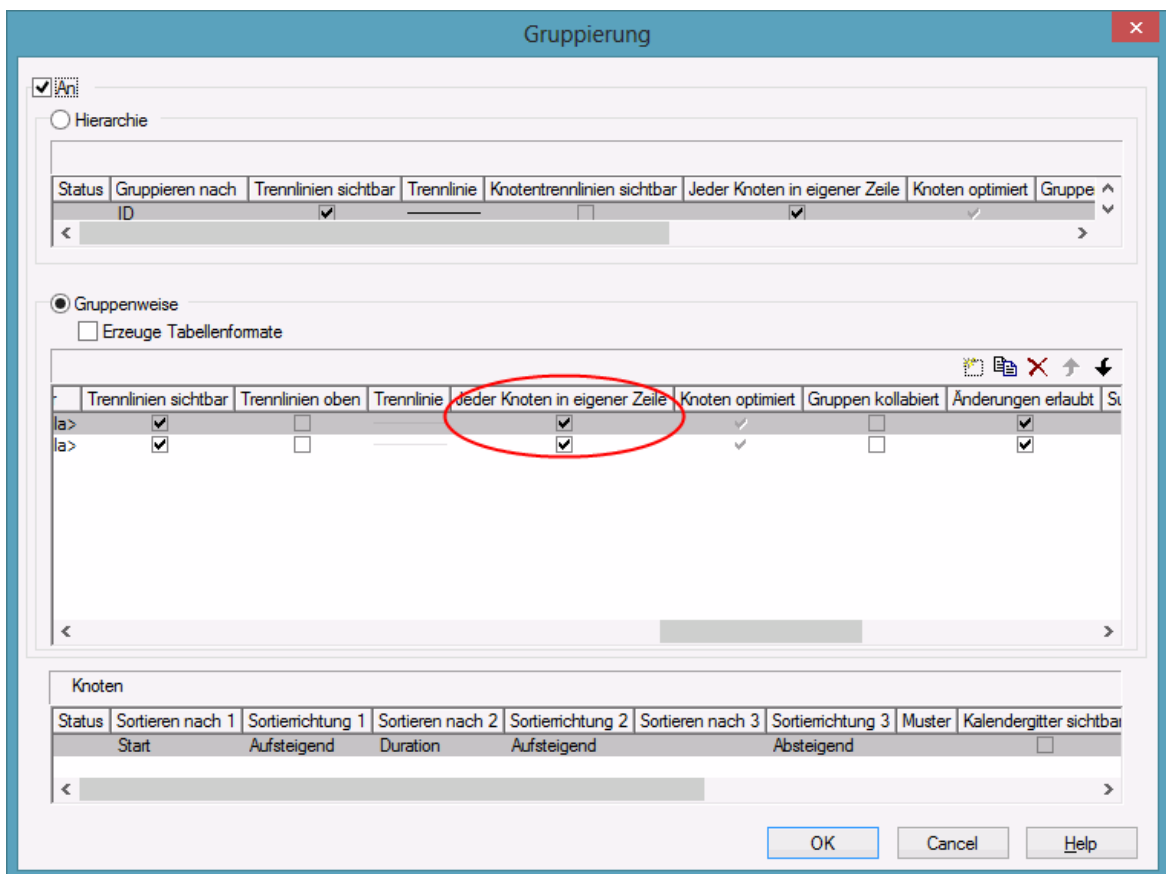 Gruppierung
An
Hierarchie
Status Gruppieren nach Trennlinien sichtbar Trennlinie Knotentrennlinien sichtbar Jeder Knoten in eigener Zeile Knoten optimiert Gruppe
ID
Gruppenweise
Erzeuge Tabellenformate
Trennlinien sichtbar Trennlinien oben Trennlinie Jeder Knoten in eigener Zeile Knoten optimiert Gruppen kollabiert Änderungen erlaubt Su
la>
la>
Knoten
Status Sortieren nach 1 Sortierrichtung 1 Sortieren nach 2 Sortierrichtung 2 Sortieren nach 3 Sortierrichtung 3 Muster Kalendergitter sichtbar
Start Aufsteigend Duration Aufsteigend Absteigend
OK Cancel Help